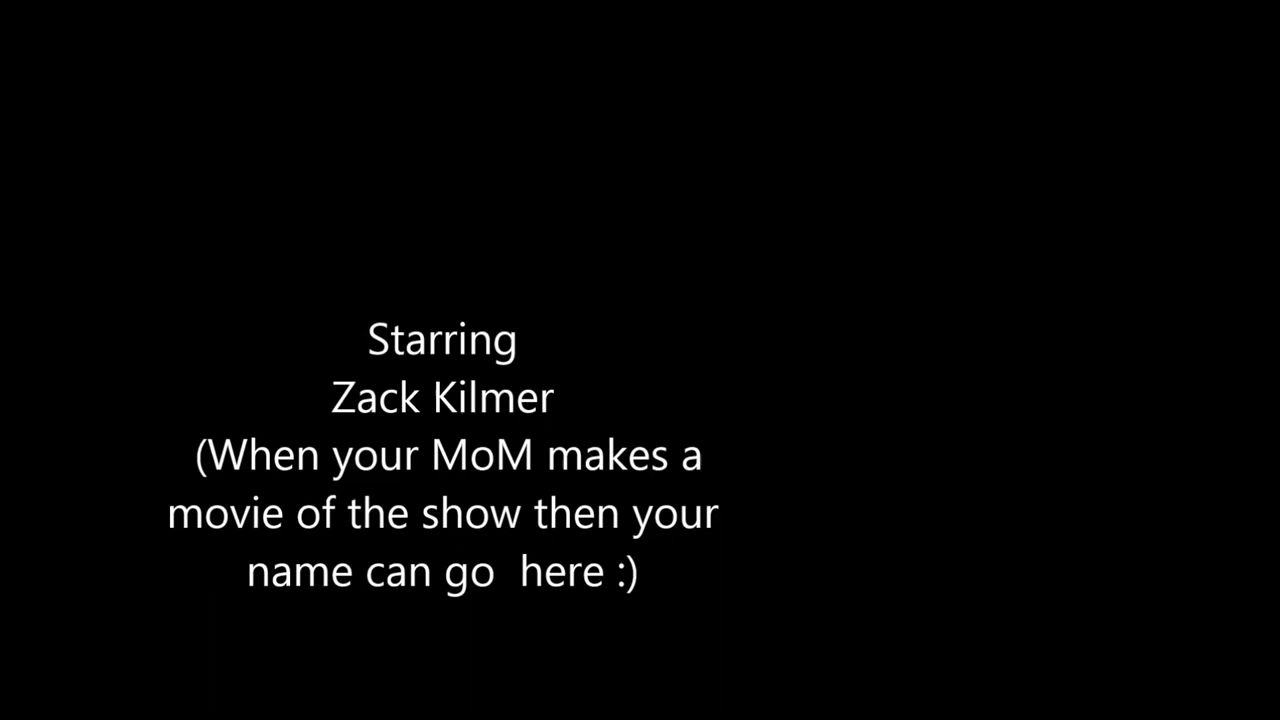 Starring
Zack Kilmer
(When your MoM makes a
movie of the show then your
name can go  here :)